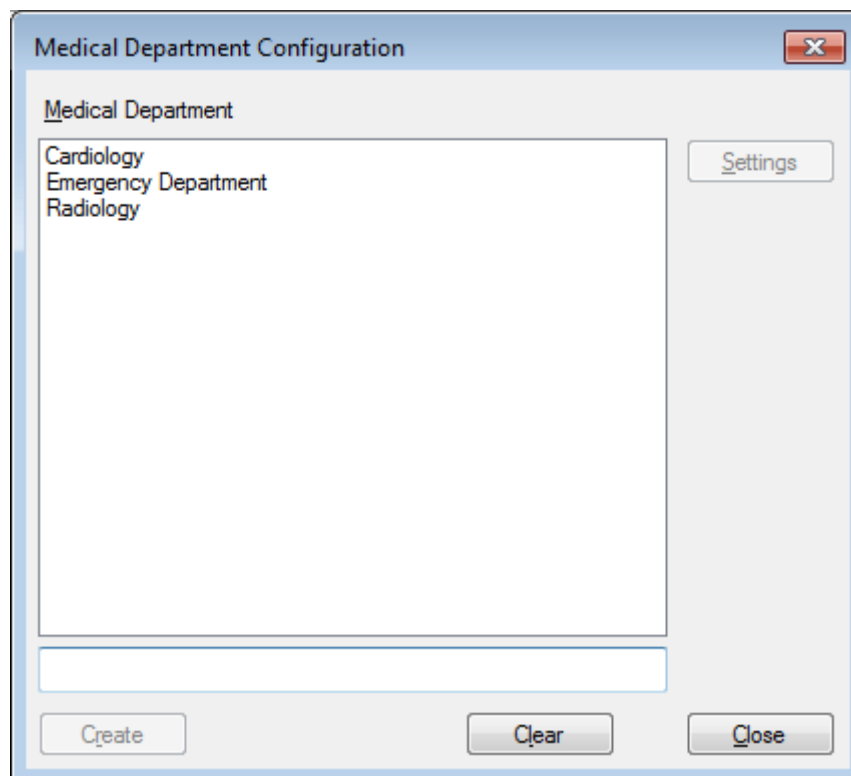 Medical Department Configuration
Medical Department
Cardiology
Settings
Emergency Department
Radiology
Create
Clear
Close